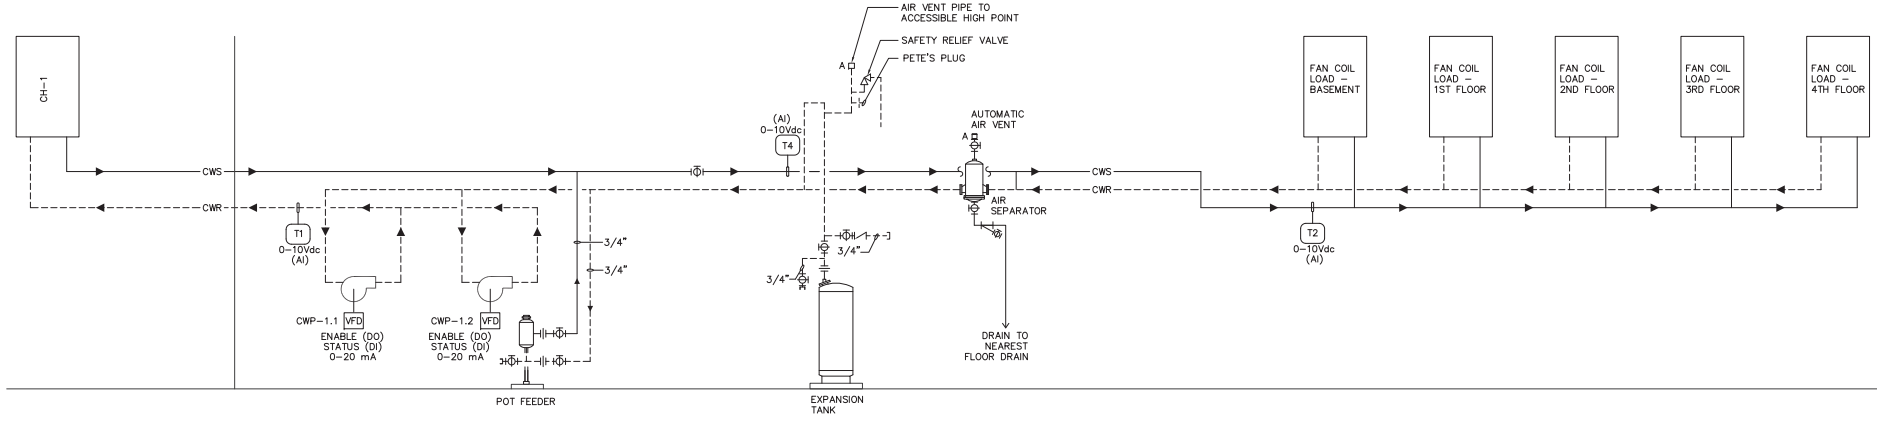 AIR VENT PIPE TO
ACCESSIBLE HIGH POINT
SAFETY RELIEF VALVE
PETE'S PLUG
A
CH-1
(AI)
0-10Vdc
T4
AUTOMATIC
AIR VENT
A
FAN COIL
LOAD -
BASEMENT
FAN COIL
LOAD -
1ST FLOOR
FAN COIL
LOAD -
2ND FLOOR
FAN COIL
LOAD -
3RD FLOOR
FAN COIL
LOAD -
4TH FLOOR
CWS
CWS
CWR
CWR
AIR
SEPARATOR
T1
0-10Vdc
(AI)
T2
0-10Vdc
(AI)
3/4"
3/4"
3/4"
3/4"
CWP-1.1
VFD
ENABLE (DO)
STATUS (DI)
0-20 mA
CWP-1.2
VFD
ENABLE (DO)
STATUS (DI)
0-20 mA
DRAIN TO
NEAREST
FLOOR DRAIN
POT FEEDER
EXPANSION
TANK